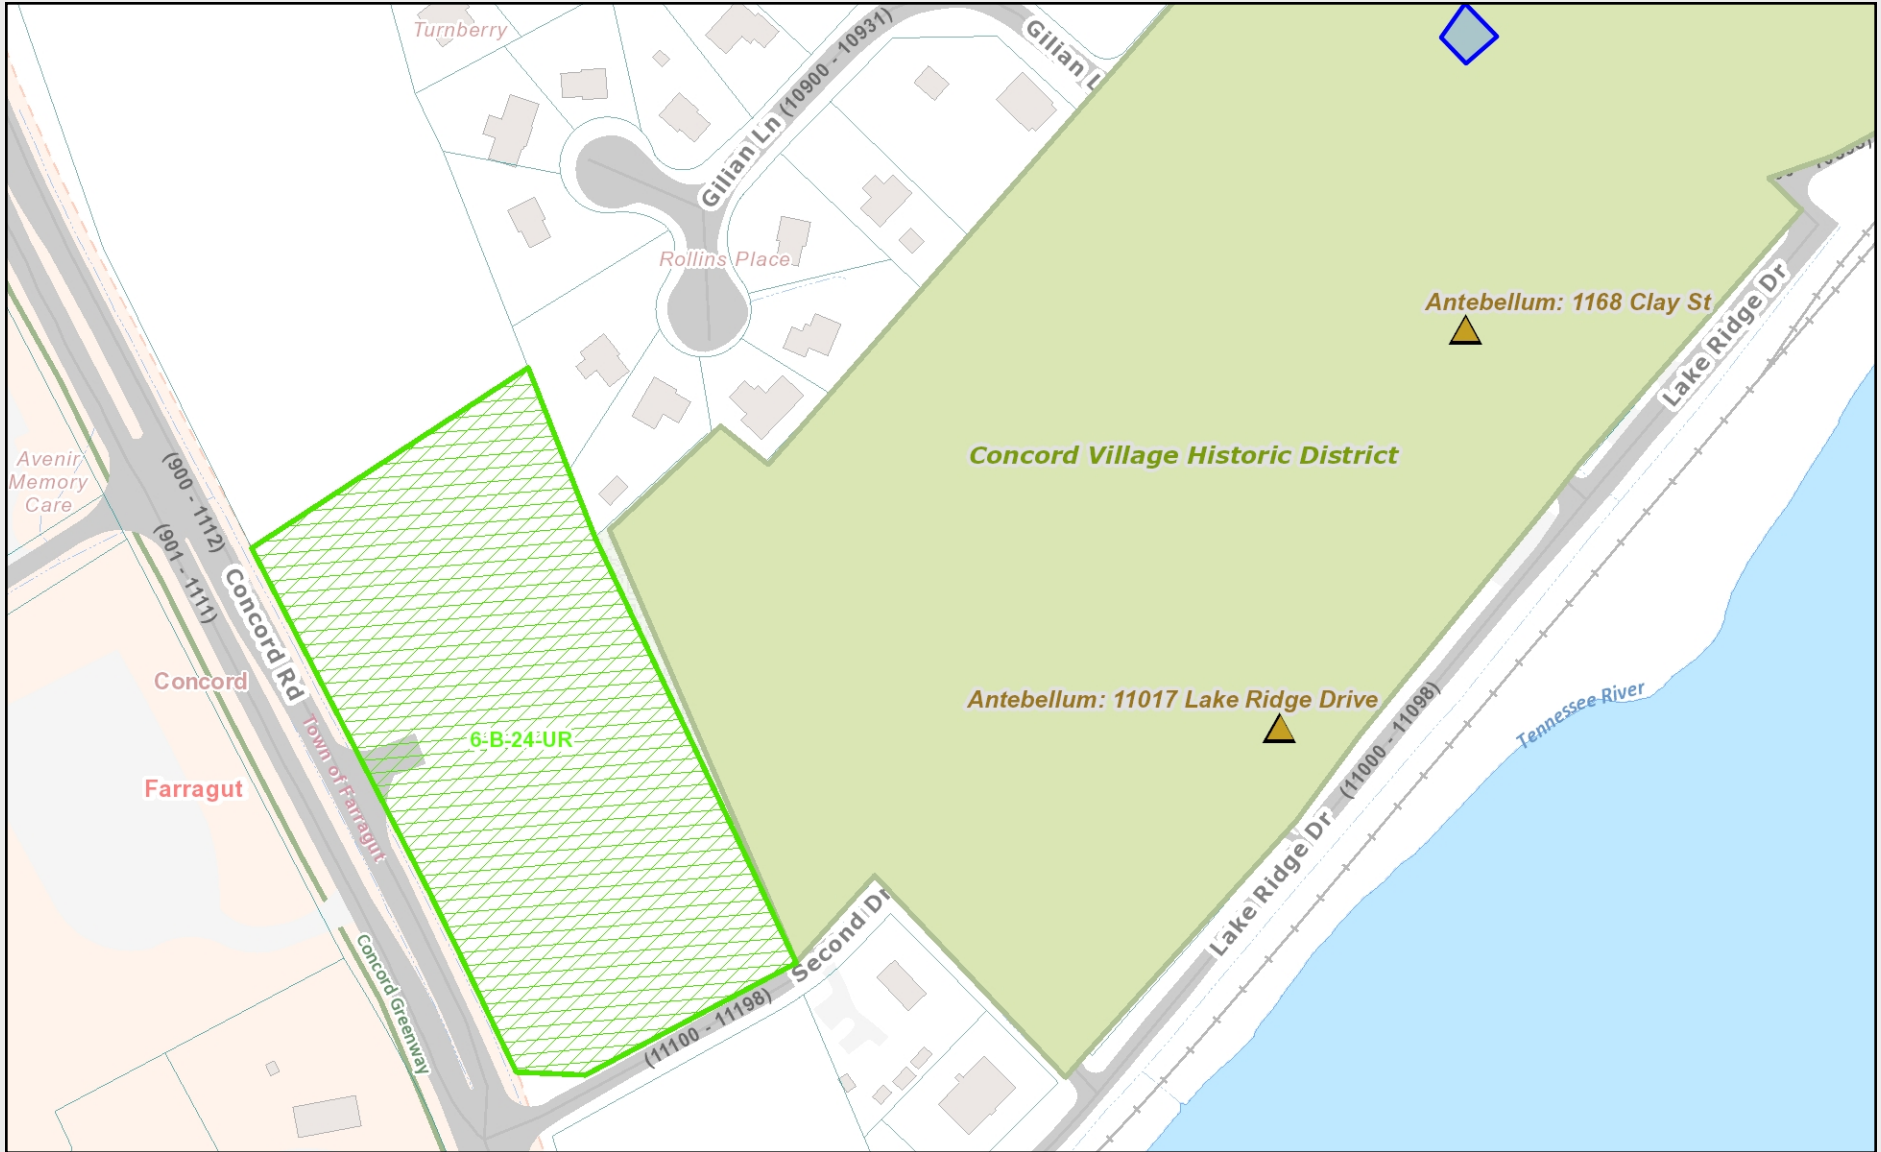 Turnberry
Gilian Ln (10900 - 10931)
Gilian L
Rollins Place
Antebellum: 1168 Clay St
Lake Ridge Dr
Concord Village Historic District
Avenir
Memory
Care
(900 - 1112)
(901 - 1111)
Concord Rd
Concord
Town of Farragut
Farragut
6-B-24-UR
Antebellum: 11017 Lake Ridge Drive
Tennessee River
Lake Ridge Dr (11000 - 11098)
Second Dr
(11100 - 11198)
Concord Greenway